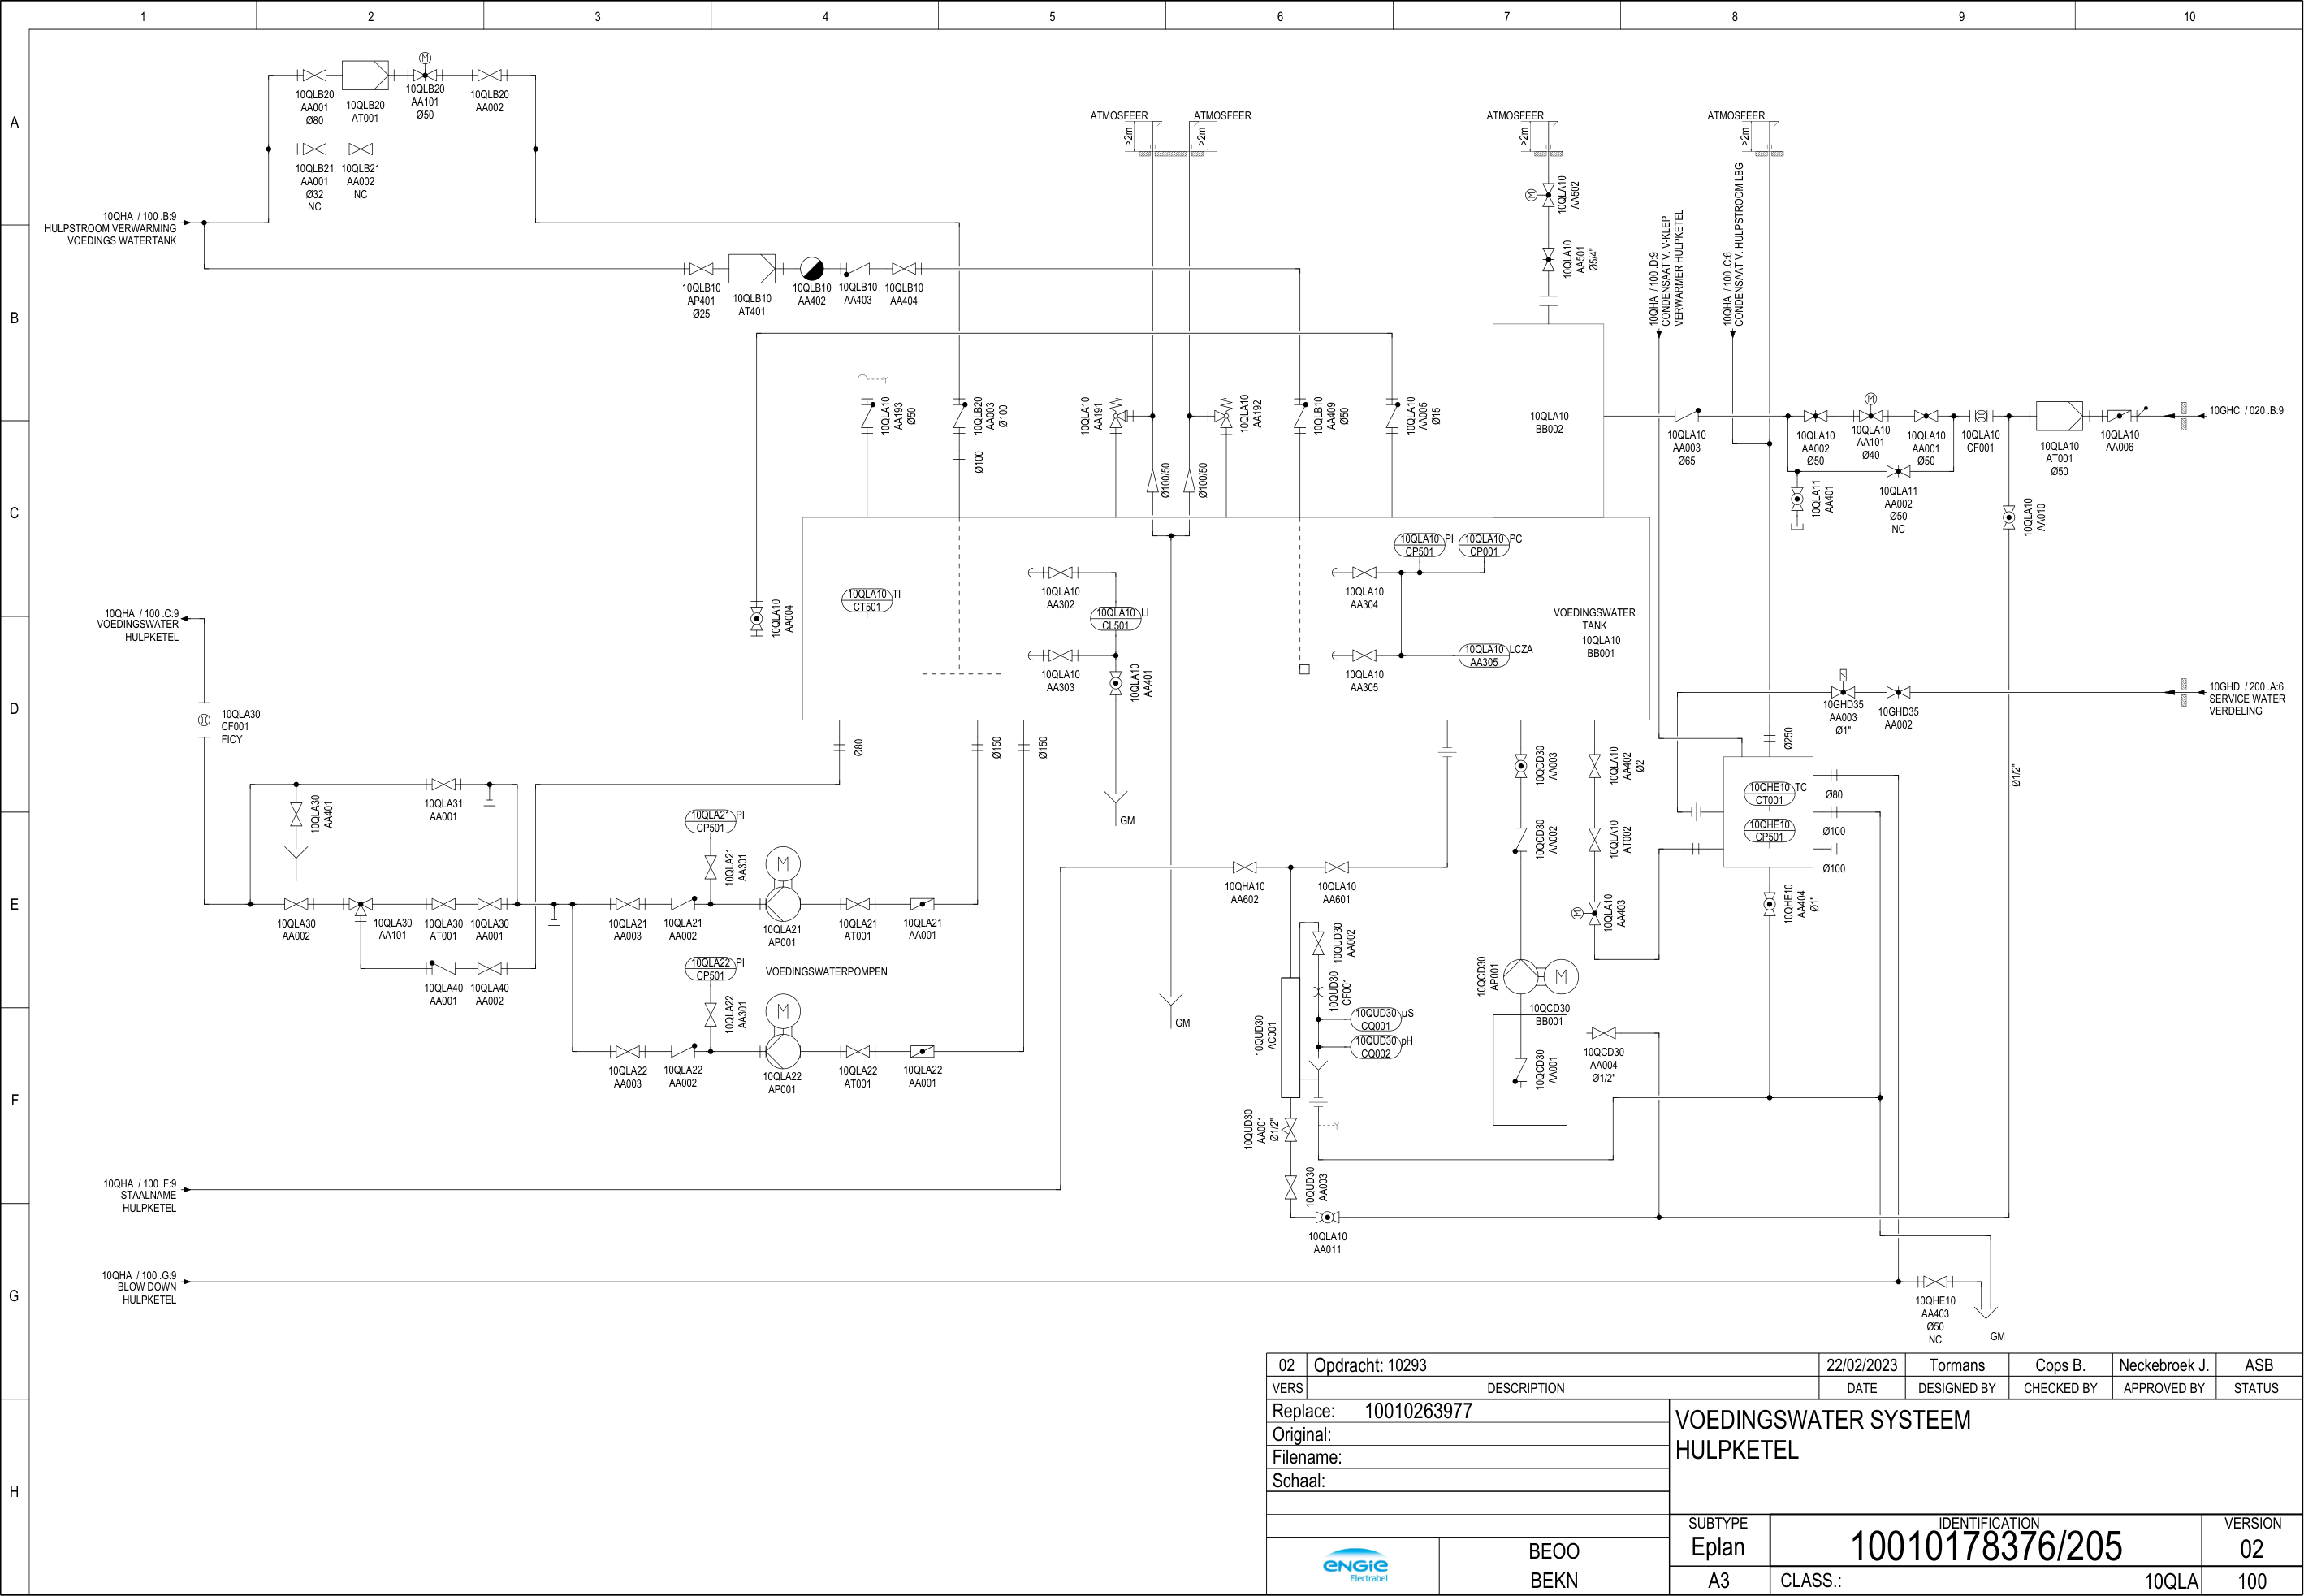 1 2 3 4 5 6 7 8 9 10
A
B
C
D
E
F
G
H
10QLB20
AA001
Ø80
10QLB20
AT001
10QLB20
AA101
Ø50
M
10QLB20
AA002
10QLB21
AA001
Ø32
NC
10QLB21
AA002
NC
10QHA / 100 .B:9
HULPSTROOM VERWARMING
VOEDINGS WATERTANK
10QLB10
AP401
Ø25
10QLB10
AT401
10QLB10
AA402
10QLB10
AA403
10QLB10
AA404
ATMOSFEER
>2m
ATMOSFEER
>2m
ATMOSFEER
>2m
ATMOSFEER
>2m
M
10QLA10
AA502
10QLA10
AA501
Ø5/4"
10QHA / 100 .D:9
CONDENSAAT V. V-KLEP
VERWARMER HULPKETEL
10QHA / 100 .C:6
CONDENSAAT V. HULPSTROOM LBG
10QLA10
AA193
Ø50
10QLB20
AA003
Ø100
Ø100
10QLA10
AA191
Ø100/50
Ø100/50
10QLA10
AA192
10QLB10
AA409
Ø50
10QLA10
AA005
Ø15
10QLA10
BB002
10QLA10
AA003
Ø65
10QLA10
AA002
Ø50
M
10QLA10
AA101
Ø40
10QLA10
AA001
Ø50
10QLA10
CF001
10QLA10
AT001
Ø50
10QLA10
AA006
10GHC / 020 .B:9
10QLA11
AA401
10QLA11
AA002
Ø50
NC
10QLA10
AA010
10QLA10 TI
CT501
10QLA10
AA004
10QLA10
AA302
10QLA10 LI
CL501
10QLA10
AA303
10QLA10
AA401
10QLA10 PI
CP501
10QLA10 PC
CP001
10QLA10
AA304
10QLA10 LCZA
AA305
10QLA10
AA305
VOEDINGSWATER
TANK
10QLA10
BB001
10QHA / 100 .C:9
VOEDINGSWATER
HULPKETEL
10QLA30
CF001
FICY
10GHD35
AA003
Ø1"
10GHD35
AA002
10GHD / 200 .A:6
SERVICE WATER
VERDELING
Ø80
Ø150
Ø150
GM
10QCD30
AA003
10QLA10
AA402
Ø2
Ø250
10QHE10 TC
CT001
10QHE10
CP501
Ø80
Ø100
Ø100
Ø1/2"
10QLA30
AA401
10QLA31
AA001
10QLA21 PI
CP501
10QLA21
AA301
M
10QCD30
AA002
10QLA10
AT002
10QLA30
AA002
10QLA30
AA101
10QLA30
AT001
10QLA30
AA001
10QLA21
AA003
10QLA21
AA002
10QLA21
AP001
10QLA21
AT001
10QLA21
AA001
10QHA10
AA602
10QLA10
AA601
M
10QLA10
AA403
10QHE10
AA404
Ø1"
10QLA40
AA001
10QLA40
AA002
10QLA22 PI
CP501
VOEDINGSWATERPOMPEN
10QLA22
AA301
M
10QUD30
AA002
10QUD30
CF001
10QUD30 µS
CQ001
10QUD30 pH
CQ002
10QUD30
AC001
10QCD30
AP001
M
10QCD30
BB001
10QCD30
AA001
10QCD30
AA004
Ø1/2"
GM
10QLA22
AA003
10QLA22
AA002
10QLA22
AP001
10QLA22
AT001
10QLA22
AA001
10QUD30
AA001
Ø1/2"
10QUD30
AA003
10QLA10
AA011
10QHA / 100 .F:9
STAALNAME
HULPKETEL
10QHA / 100 .G:9
BLOW DOWN
HULPKETEL
10QHE10
AA403
Ø50
NC
GM
02 Opdracht: 10293 22/02/2023 Tormans Cops B. Neckebroek J. ASB
VERS DESCRIPTION DATE DESIGNED BY CHECKED BY APPROVED BY STATUS
Replace: 10010263977
Original:
Filename:
Schaal:
VOEDINGSWATER SYSTEEM
HULPKETEL
ENGIE
Electrabel
BEOO
BEKN
SUBTYPE
Eplan
A3
IDENTIFICATION
10010178376/205
CLASS.: 10QLA
VERSION
02
100